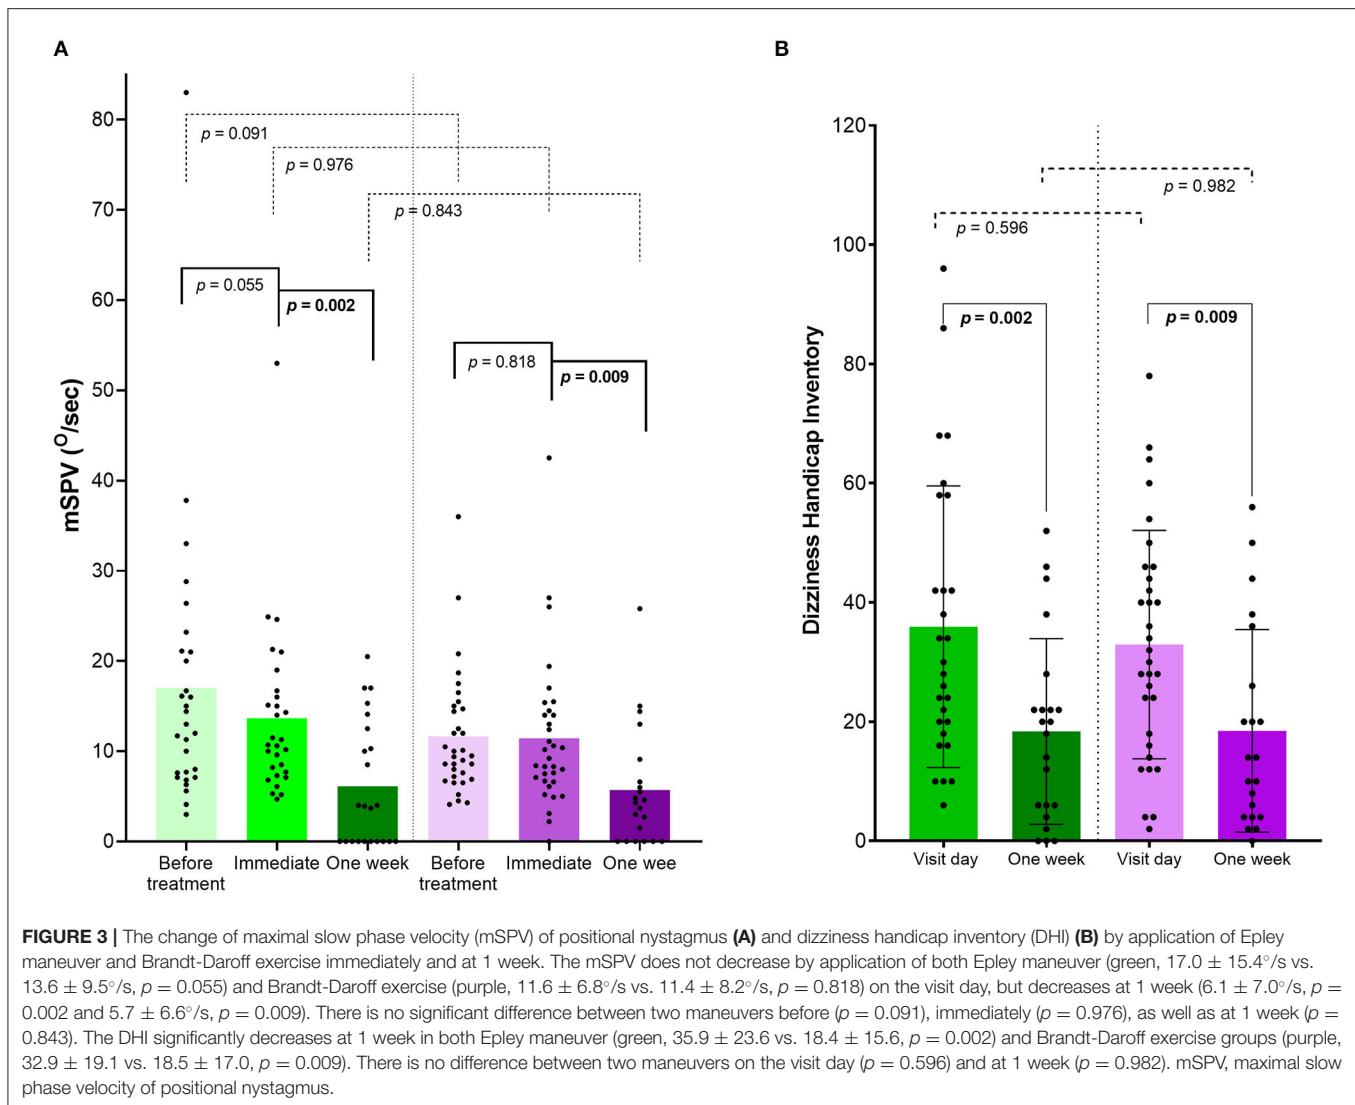 A
B
mSPV (O/sec)
80
70
60
50
40
30
20
10
0
p = 0.091
p = 0.976
p = 0.843
p = 0.055
p = 0.002
p = 0.818
p = 0.009
Before treatment
Immediate
One week
Before treatment
Immediate
One wee
Dizziness Handicap Inventory
120
100
80
60
40
20
0
p = 0.982
p = 0.596
p = 0.002
p = 0.009
Visit day
One week
Visit day
One week
FIGURE 3 | The change of maximal slow phase velocity (mSPV) of positional nystagmus (A) and dizziness handicap inventory (DHI) (B) by application of Epley
maneuver and Brandt-Daroff exercise immediately and at 1 week. The mSPV does not decrease by application of both Epley maneuver (green, 17.0 ± 15.4°/s vs.
13.6 ± 9.5°/s, p = 0.055) and Brandt-Daroff exercise (purple, 11.6 ± 6.8°/s vs. 11.4 ± 8.2°/s, p = 0.818) on the visit day, but decreases at 1 week (6.1 ± 7.0°/s, p =
0.002 and 5.7 ± 6.6°/s, p = 0.009). There is no significant difference between two maneuvers before (p = 0.091), immediately (p = 0.976), as well as at 1 week (p =
0.843). The DHI significantly decreases at 1 week in both Epley maneuver (green, 35.9 ± 23.6 vs. 18.4 ± 15.6, p = 0.002) and Brandt-Daroff exercise groups (purple,
32.9 ± 19.1 vs. 18.5 ± 17.0, p = 0.009). There is no difference between two maneuvers on the visit day (p = 0.596) and at 1 week (p = 0.982). mSPV, maximal slow
phase velocity of positional nystagmus.